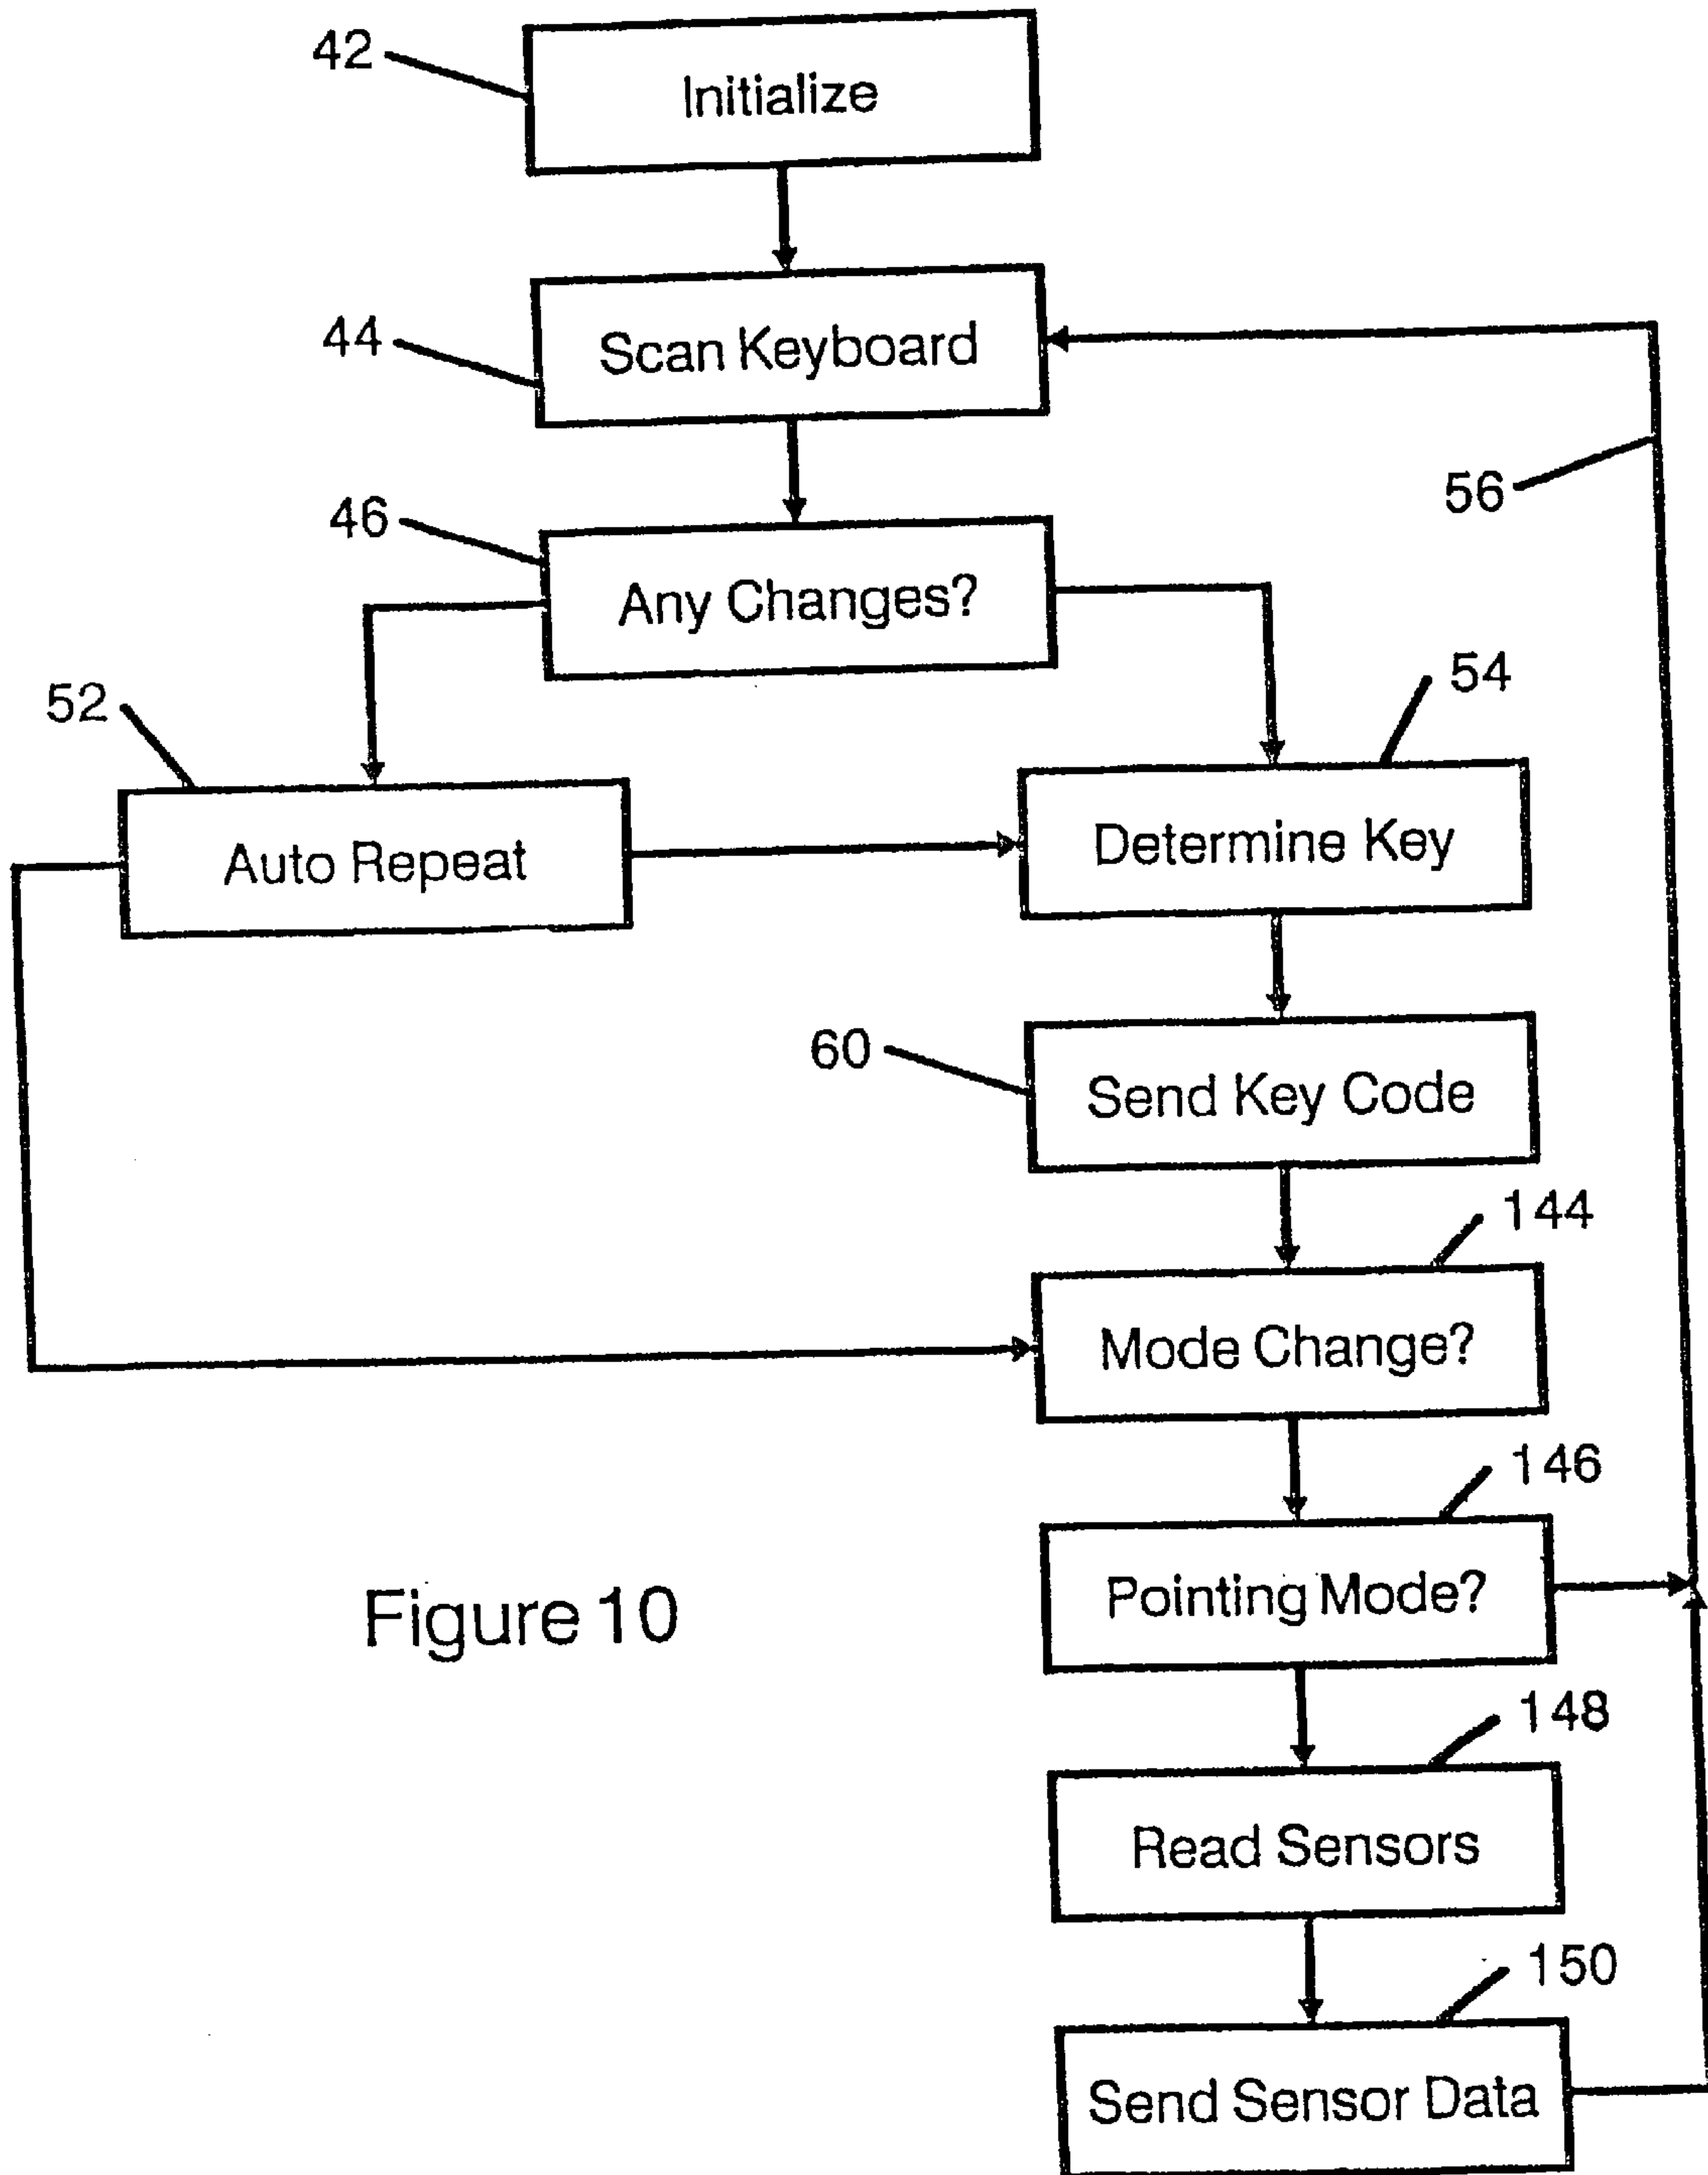 42
Initialize
44
Scan Keyboard
56
46
Any Changes?
52
54
Auto Repeat
Determine Key
60
Send Key Code
144
Mode Change?
146
Pointing Mode?
Figure 10
148
Read Sensors
150
Send Sensor Data